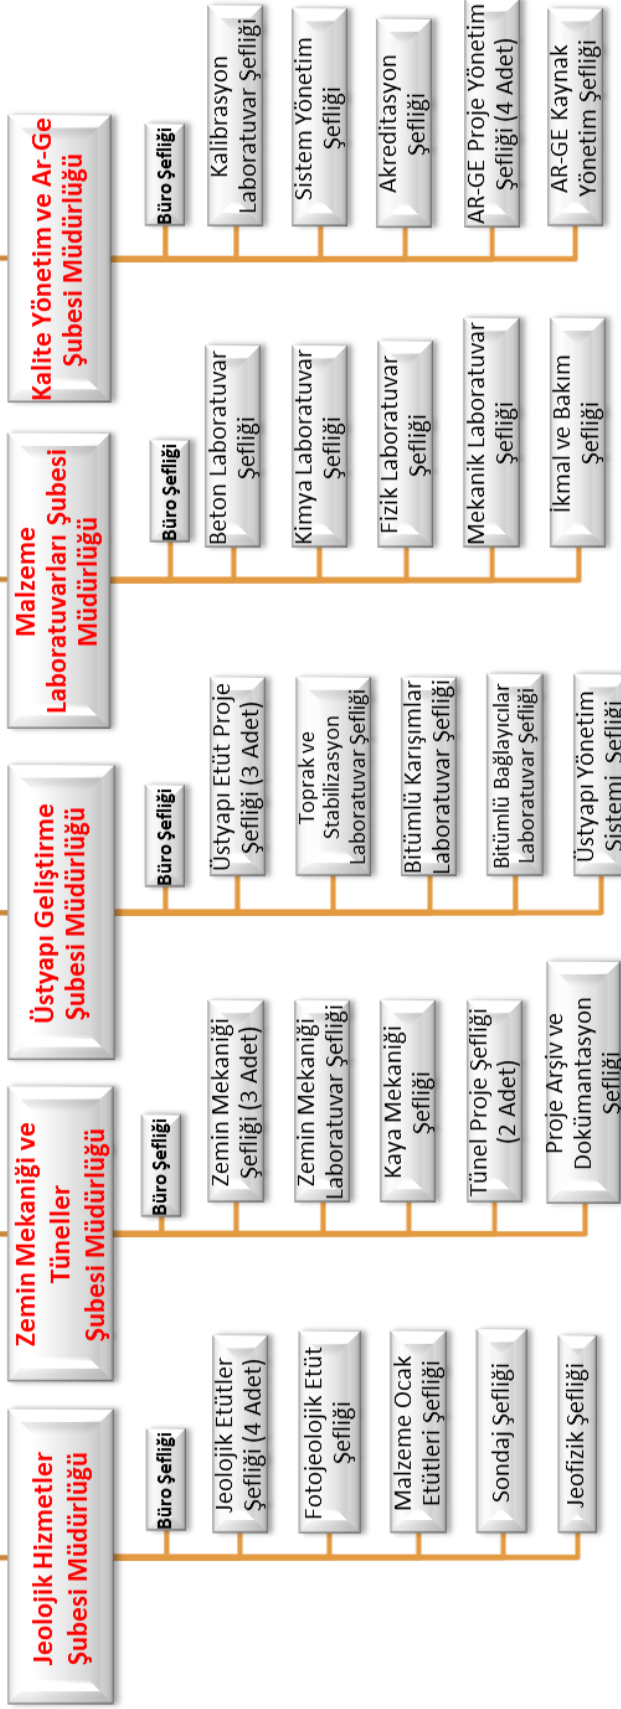 Jeolojik Hizmetler
Şubesi Müdürlüğü
Büro Şefliği
Jeolojik Etütler
Şefliği (4 Adet)
Fotojeolojik Etüt
Şefliği
Malzeme Ocak
Etütleri Şefliği
Sondaj Şefliği
Jeofizik Şefliği
Zemin Mekaniği ve
Tüneller
Şubesi Müdürlüğü
Büro Şefliği
Zemin Mekaniği
Şefliği (3 Adet)
Zemin Mekaniği
Laboratuvar Şefliği
Kaya Mekaniği
Şefliği
Tünel Proje Şefliği
(2 Adet)
Proje Arşiv ve
Dokümantasyon
Şefliği
Üstyapı Geliştirme
Şubesi Müdürlüğü
Büro Şefliği
Üstyapı Etüt Proje
Şefliği (3 Adet)
Toprak ve
Stabilizasyon
Laboratuvar Şefliği
Bitümlü Karışımlar
Laboratuvar Şefliği
Bitümlü Bağlayıcılar
Laboratuvar Şefliği
Üstyapı Yönetim
Sistemi Şefliği
Malzeme
Laboratuvarları Şubesi
Müdürlüğü
Büro Şefliği
Beton Laboratuvar
Şefliği
Kimya Laboratuvar
Şefliği
Fizik Laboratuvar
Şefliği
Mekanik Laboratuvar
Şefliği
İkmal ve Bakım
Şefliği
Kalite Yönetim ve Ar-Ge
Şubesi Müdürlüğü
Büro Şefliği
Kalibrasyon
Laboratuvar Şefliği
Sistem Yönetim
Şefliği
Akreditasyon
Şefliği
AR-GE Proje Yönetim
Şefliği (4 Adet)
AR-GE Kaynak
Yönetim Şefliği